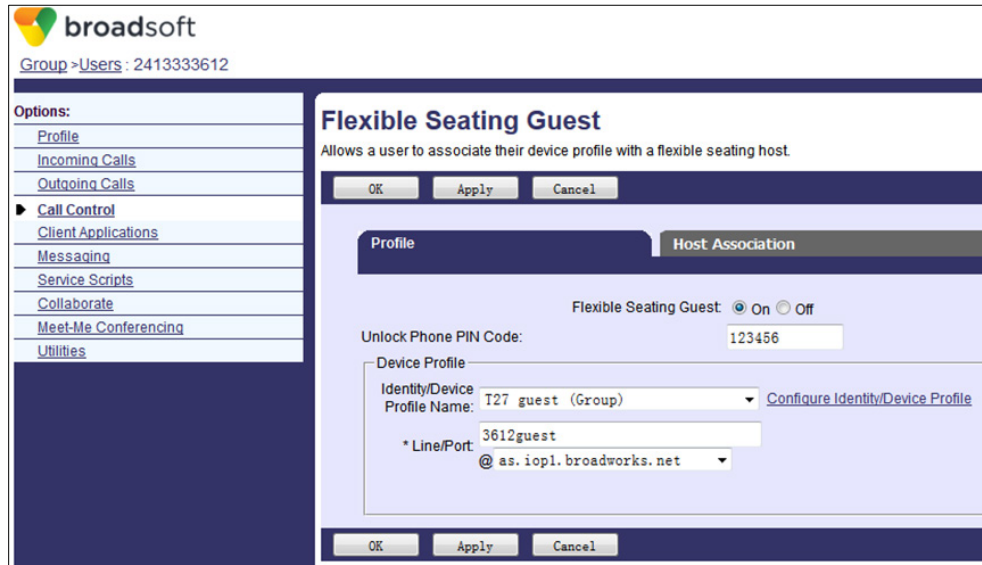 broadsoft
Group >Users : 2413333612
Options:
Profile
Incoming Calls
Outgoing Calls
Call Control
Client Applications
Messaging
Service Scripts
Collaborate
Meet-Me Conferencing
Utilities
Flexible Seating Guest
Allows a user to associate their device profile with a flexible seating host.
OK Apply Cancel
Profile Host Association
Flexible Seating Guest: On Off
Unlock Phone PIN Code: 123456
Device Profile
Identity/Device
Profile Name: T27 guest (Group) Configure Identity/Device Profile
* Line/Port: 3612guest
@ as.iop1.broadworks.net
OK Apply Cancel